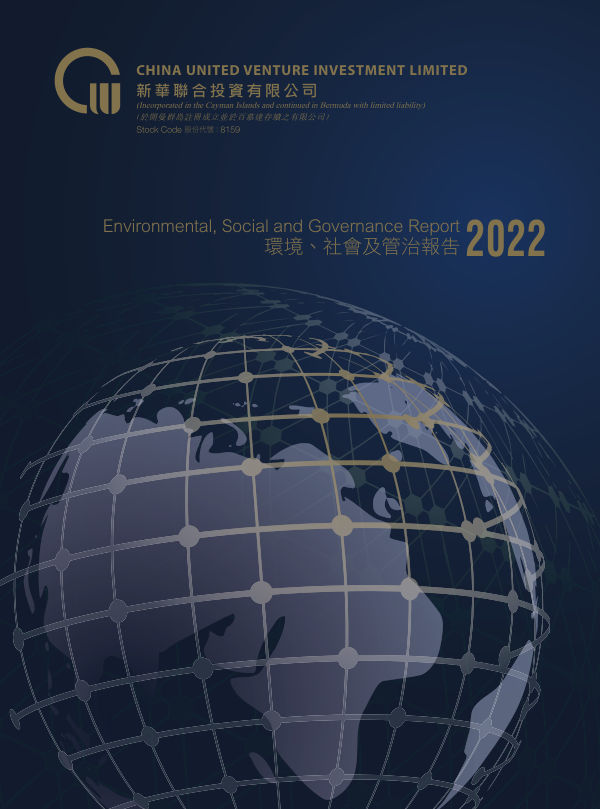 CHINA UNITED VENTURE INVESTMENT LIMITED
新華聯合投資有限公司
(Incorporated in the Cayman Islands and continued in Bermuda with limited liability)
(於開曼群島註冊成立並於百慕達存續之有限公司)
Stock Code 股份代號 : 8159
Environmental, Social and Governance Report 2022
環境、社會及管治報告